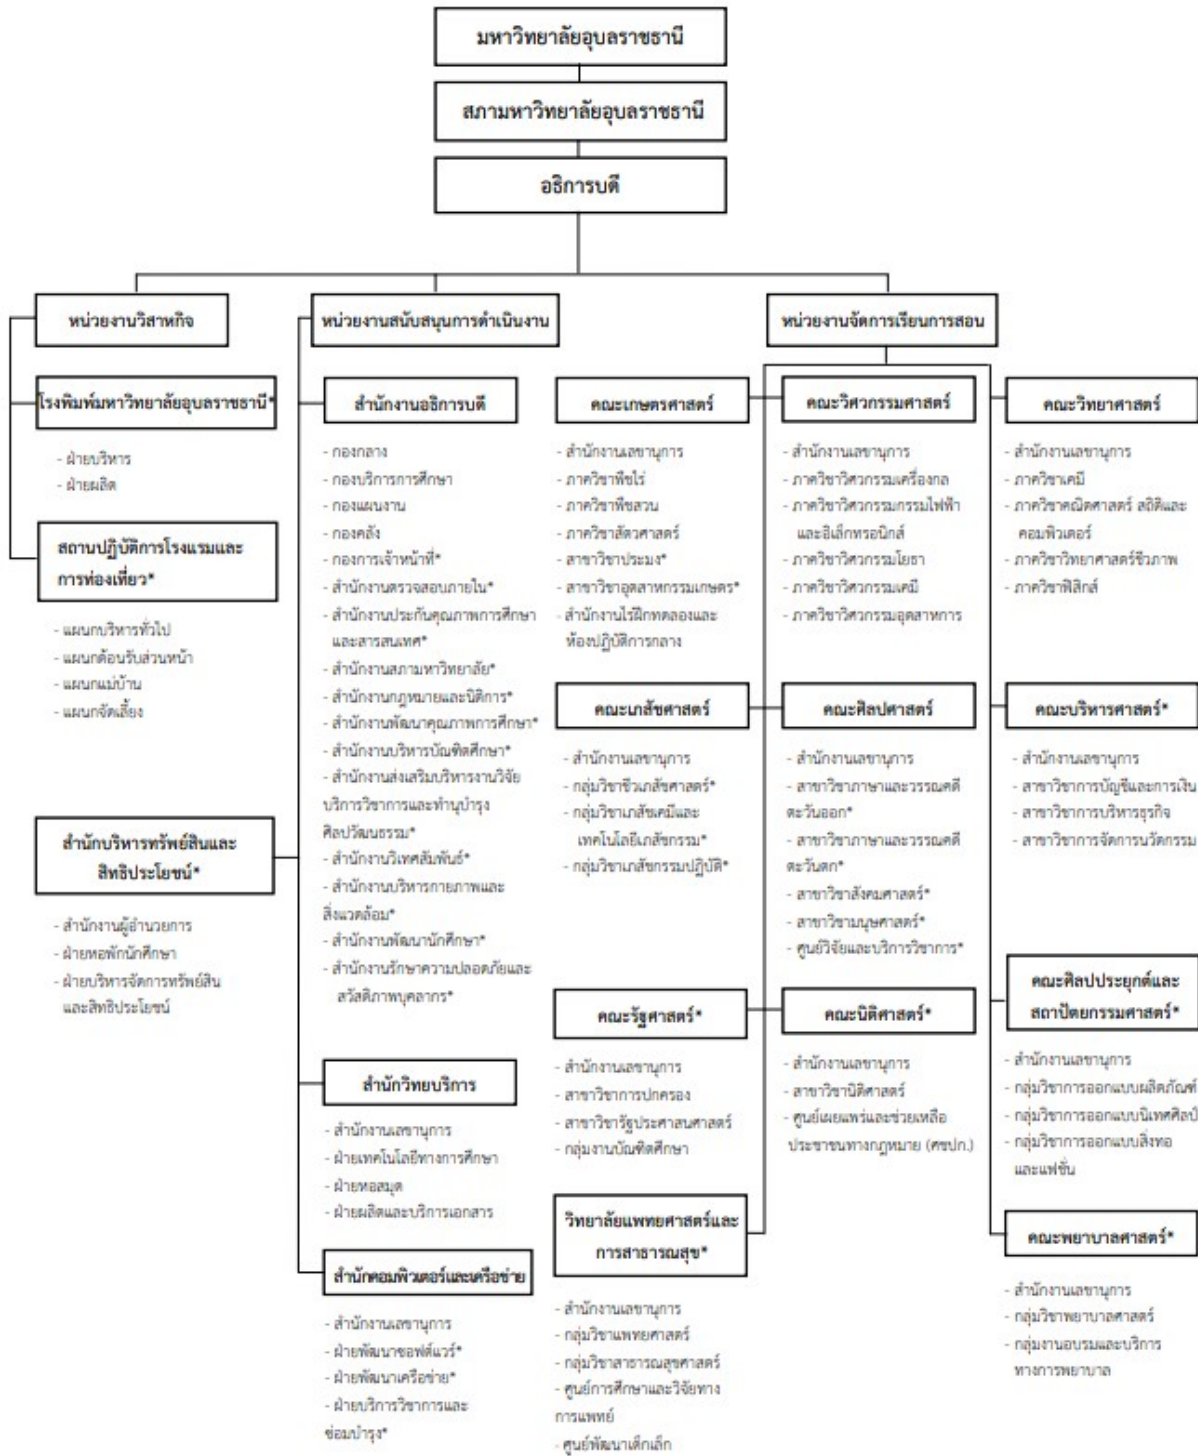 มหาวิทยาลัยอุบลราชธานี
สภามหาวิทยาลัยอุบลราชธานี
อธิการบดี
หน่วยงานวิสาหกิจ
โรงพิมพ์มหาวิทยาลัยอุบลราชธานี*
- ฝ่ายบริหาร
- ฝ่ายผลิต
สถานปฏิบัติการโรงแรมและ
การท่องเที่ยว*
- แผนกบริหารทั่วไป
- แผนกต้อนรับส่วนหน้า
- แผนกแม่บ้าน
- แผนกจัดเลี้ยง
สำนักบริหารทรัพย์สินและ
สิทธิประโยชน์*
- สำนักงานผู้อำนวยการ
- ฝ่ายหอพักนักศึกษา
- ฝ่ายบริหารจัดการทรัพย์สิน
และสิทธิประโยชน์
หน่วยงานสนับสนุนการดำเนินงาน
สำนักงานอธิการบดี
- กองกลาง
- กองบริการการศึกษา
- กองแผนงาน
- กองคลัง
- กองการเจ้าหน้าที่*
- สำนักงานตรวจสอบภายใน*
- สำนักงานประกันคุณภาพการศึกษา
และสารสนเทศ*
- สำนักงานสภามหาวิทยาลัย*
- สำนักงานกฎหมายและนิติการ*
- สำนักงานพัฒนาคุณภาพการศึกษา*
- สำนักงานบริหารบัณฑิตศึกษา*
- สำนักงานส่งเสริมบริหารงานวิจัย
บริการวิชาการและทำนุบำรุง
ศิลปวัฒนธรรม*
- สำนักงานวิเทศสัมพันธ์*
- สำนักงานบริหารกายภาพและ
สิ่งแวดล้อม*
- สำนักงานพัฒนานักศึกษา*
- สำนักงานรักษาความปลอดภัยและ
สวัสดิภาพบุคลากร*
สำนักวิทยบริการ
- สำนักงานเลขานุการ
- ฝ่ายเทคโนโลยีทางการศึกษา
- ฝ่ายหอสมุด
- ฝ่ายผลิตและบริการเอกสาร
สำนักคอมพิวเตอร์และเครือข่าย
- สำนักงานเลขานุการ
- ฝ่ายพัฒนาซอฟต์แวร์*
- ฝ่ายพัฒนาเครือข่าย*
- ฝ่ายบริการวิชาการและ
ซ่อมบำรุง*
หน่วยงานจัดการเรียนการสอน
คณะเกษตรศาสตร์
- สำนักงานเลขานุการ
- ภาควิชาพืชไร่
- ภาควิชาพืชสวน
- ภาควิชาสัตวศาสตร์
- สาขาวิชาประมง*
- สาขาวิชาอุตสาหกรรมเกษตร*
- สำนักงานไร่ฝึกทดลองและ
ห้องปฏิบัติการกลาง
คณะวิศวกรรมศาสตร์
- สำนักงานเลขานุการ
- ภาควิชาวิศวกรรมเครื่องกล
- ภาควิชาวิศวกรรมกรรมไฟฟ้า
และอิเล็กทรอนิกส์
- ภาควิชาวิศวกรรมโยธา
- ภาควิชาวิศวกรรมเคมี
- ภาควิชาวิศวกรรมอุตสาหการ
คณะวิทยาศาสตร์
- สำนักงานเลขานุการ
- ภาควิชาเคมี
- ภาควิชาคณิตศาสตร์ สถิติและ
คอมพิวเตอร์
- ภาควิชาวิทยาศาสตร์ชีวภาพ
- ภาควิชาฟิสิกส์
คณะเภสัชศาสตร์
- สำนักงานเลขานุการ
- กลุ่มวิชาชีวเภสัชศาสตร์*
- กลุ่มวิชาเภสัชเคมีและ
เทคโนโลยีเภสัชกรรม*
- กลุ่มวิชาเภสัชกรรมปฏิบัติ*
คณะศิลปศาสตร์
- สำนักงานเลขานุการ
- สาขาวิชาภาษาและวรรณคดี
ตะวันออก*
- สาขาวิชาภาษาและวรรณคดี
ตะวันตก*
- สาขาวิชาสังคมศาสตร์*
- สาขาวิชามนุษศาสตร์*
- ศูนย์วิจัยและบริการวิชาการ*
คณะบริหารศาสตร์*
- สำนักงานเลขานุการ
- สาขาวิชาการบัญชีและการเงิน
- สาขาวิชาการบริหารธุรกิจ
- สาขาวิชาการจัดการนวัตกรรม
คณะรัฐศาสตร์*
- สำนักงานเลขานุการ
- สาขาวิชาการปกครอง
- สาขาวิชารัฐประศาสนศาสตร์
- กลุ่มงานบัณฑิตศึกษา
คณะนิติศาสตร์*
- สำนักงานเลขานุการ
- สาขาวิชานิติศาสตร์
- ศูนย์เผยแพร่และช่วยเหลือ
ประชาชนทางกฎหมาย (ศชปก.)
คณะศิลปประยุกต์และ
สถาปัตยกรรมศาสตร์*
- สำนักงานเลขานุการ
- กลุ่มวิชาการออกแบบผลิตภัณฑ์
- กลุ่มวิชาการออกแบบนิเทศศิลป์
- กลุ่มวิชาการออกแบบสิ่งทอ
และแฟชั่น
วิทยาลัยแพทยศาสตร์และ
การสาธารณสุข*
- สำนักงานเลขานุการ
- กลุ่มวิชาแพทยศาสตร์
- กลุ่มวิชาสาธารณสุขศาสตร์
- ศูนย์การศึกษาและวิจัยทาง
การแพทย์
- ศูนย์พัฒนาเด็กเล็ก
คณะพยาบาลศาสตร์*
- สำนักงานเลขานุการ
- กลุ่มวิชาพยาบาลศาสตร์
- กลุ่มงานอบรมและบริการ
ทางการพยาบาล